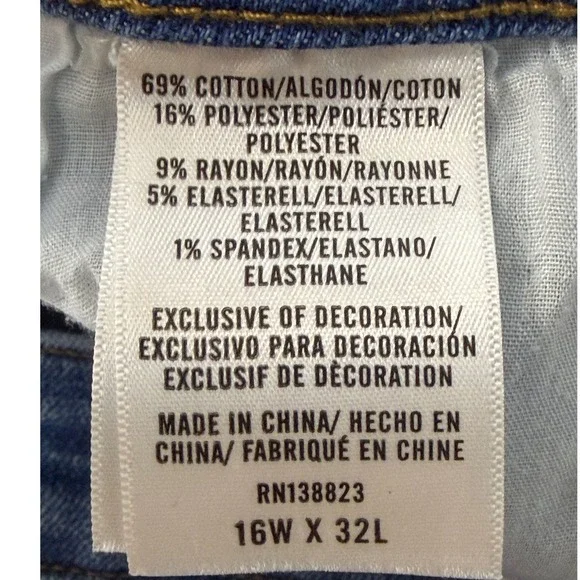 69% COTTON/ALGODÓN/COTON
16% POLYESTER/POLIÉSTER/
POLYESTER
9% RAYON/RAYÓN/RAYONNE
5% ELASTERELL/ELASTERELL/
ELASTERELL
1% SPANDEX/ELASTANO/
ELASTHANE
EXCLUSIVE OF DECORATION/
EXCLUSIVO PARA DECORACIÓN
EXCLUSIF DE DÈCORATION
MADE IN CHINA/ HECHO EN
CHINA/ FABRIQUÉ EN CHINE
RN138823
16W X 32L